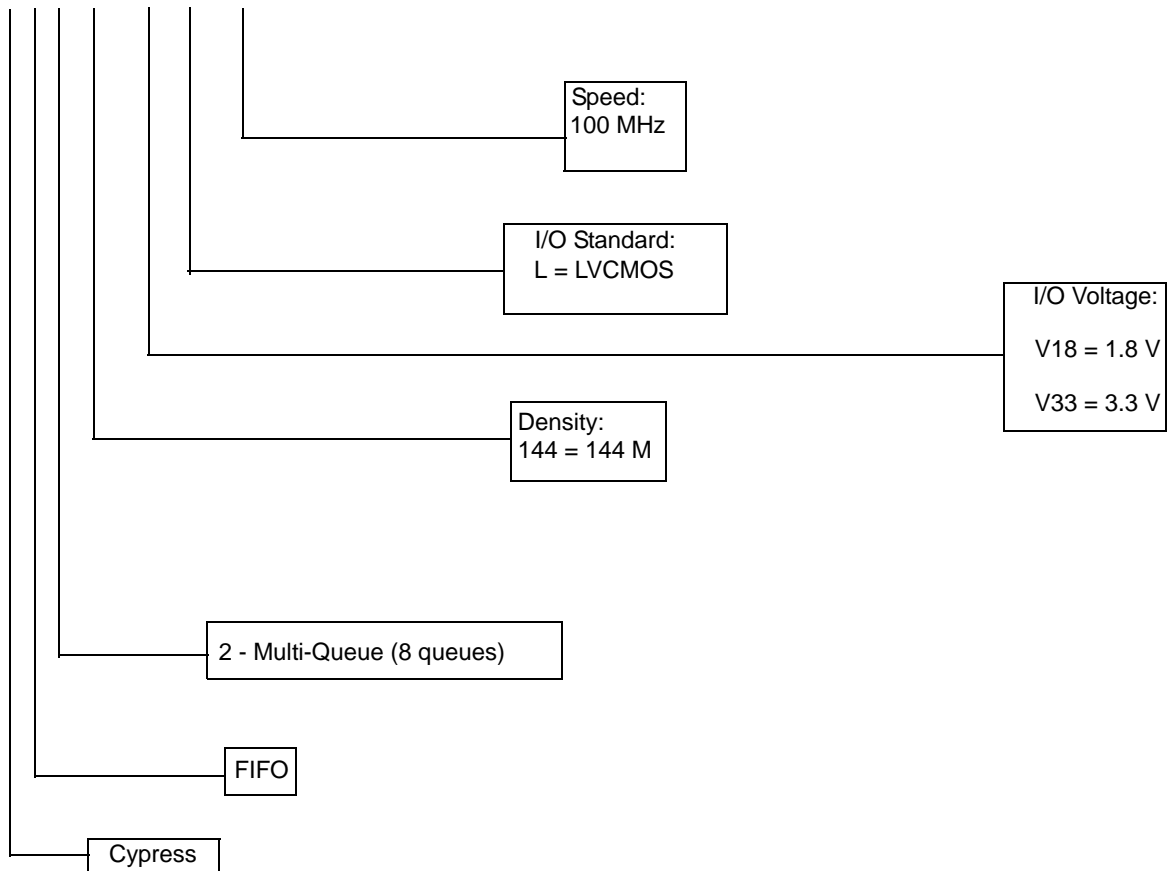 Speed:
100 MHz
I/O Standard:
L = LVCMOS
I/O Voltage:
V18 = 1.8 V
V33 = 3.3 V
Density:
144 = 144 M
2 - Multi-Queue (8 queues)
FIFO
Cypress